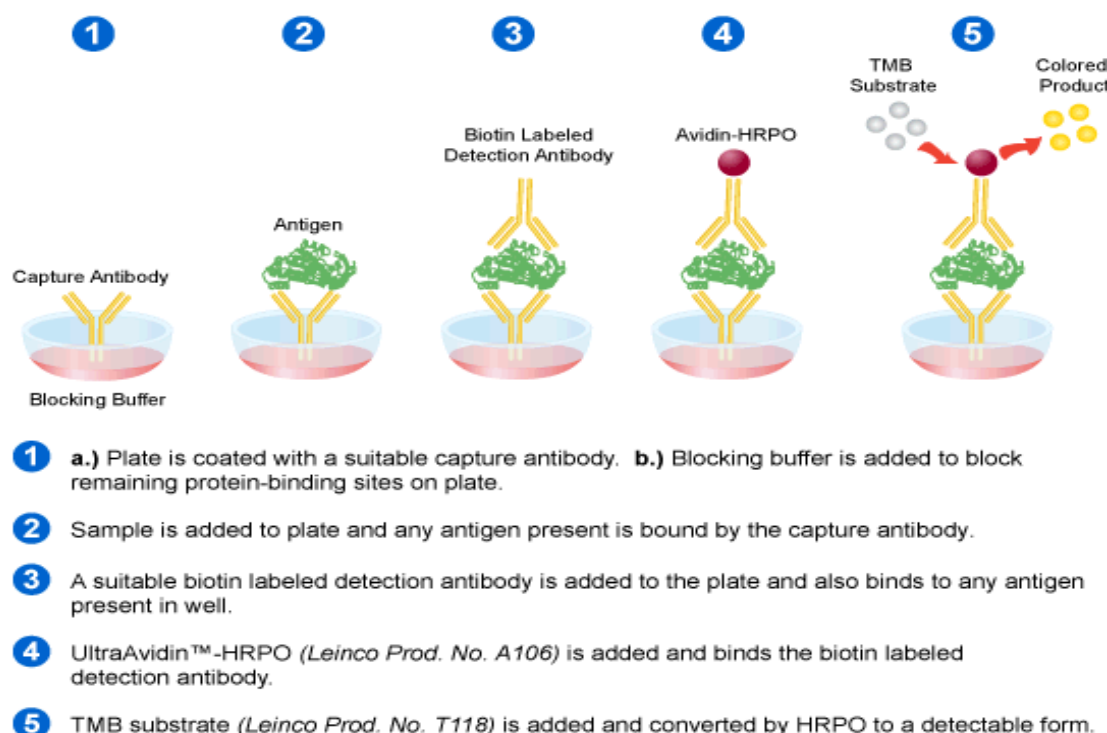 1 2 3 4 5
TMB
Substrate
Colored
Product
Biotin Labeled
Detection Antibody
Avidin-HRPO
Antigen
Capture Antibody
Blocking Buffer
1 a.) Plate is coated with a suitable capture antibody. b.) Blocking buffer is added to block
remaining protein-binding sites on plate.
2 Sample is added to plate and any antigen present is bound by the capture antibody.
3 A suitable biotin labeled detection antibody is added to the plate and also binds to any antigen
present in well.
4 UltraAvidin™-HRPO (Leinco Prod. No. A106) is added and binds the biotin labeled
detection antibody.
5 TMB substrate (Leinco Prod. No. T118) is added and converted by HRPO to a detectable form.